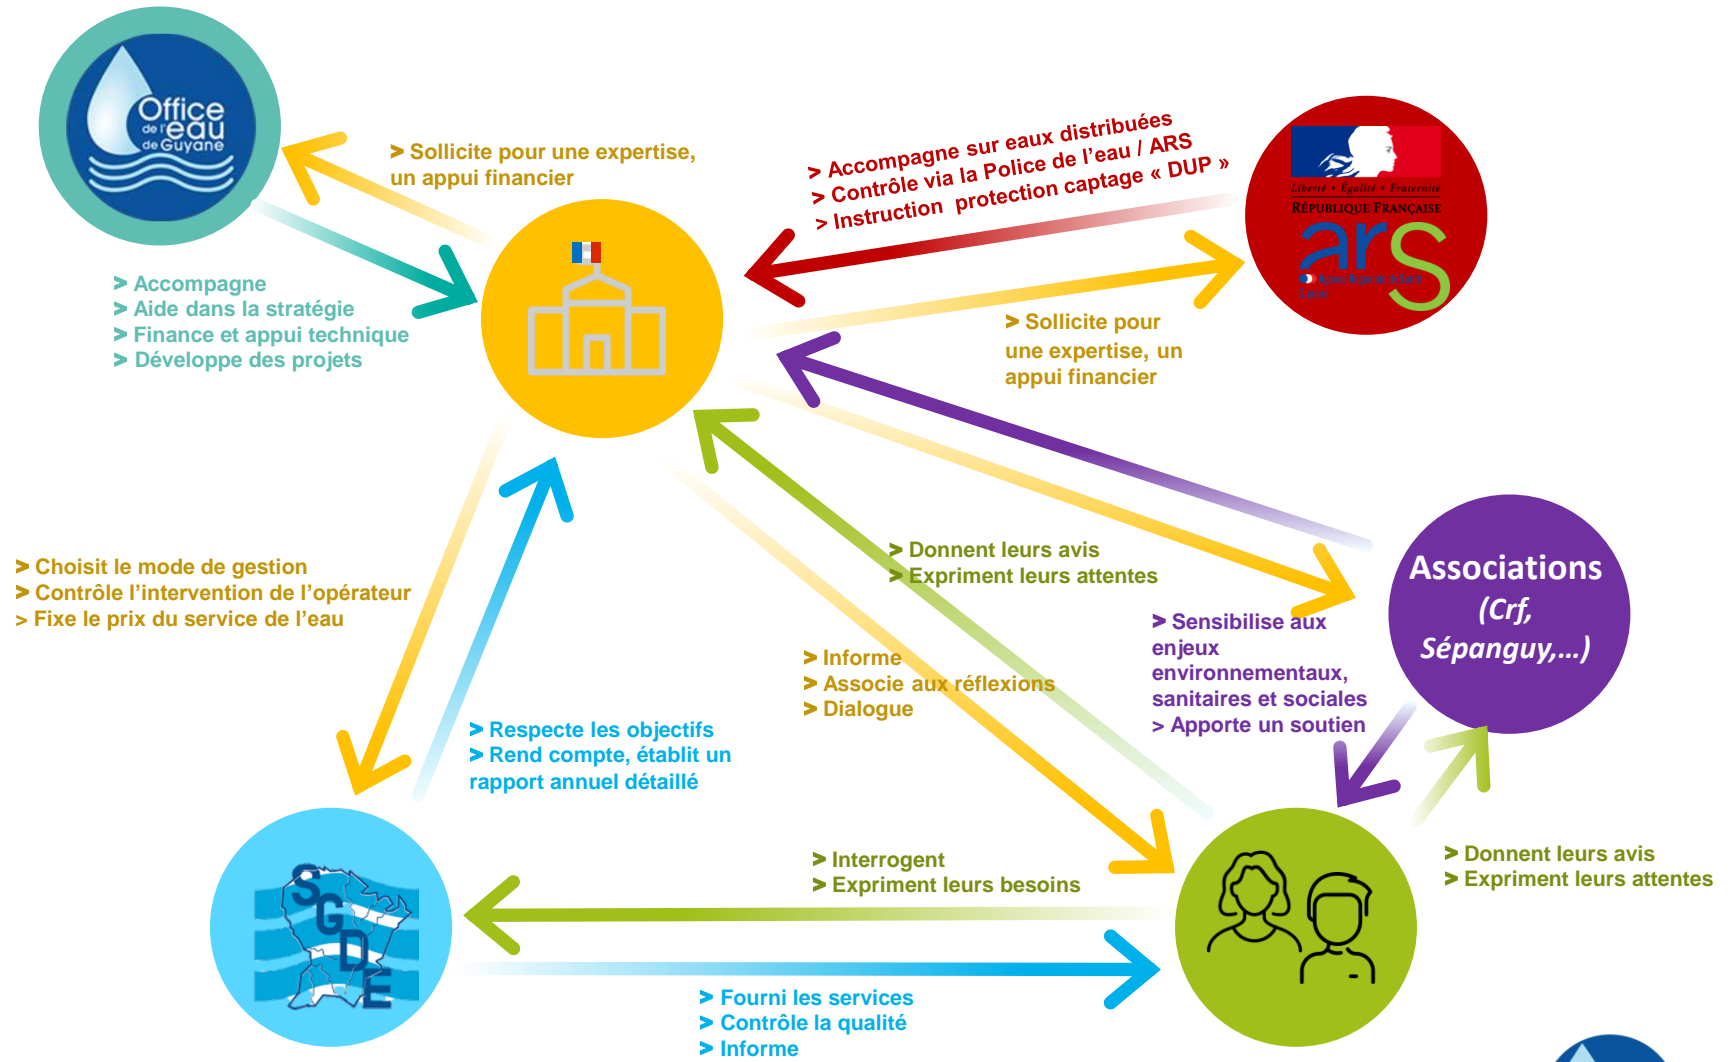 Office
de l'eau
de Guyane
> Sollicite pour une expertise,
un appui financier
> Accompagne sur eaux distribuées
> Contrôle via la Police de l'eau / ARS
> Instruction protection captage « DUP »
Liberté • Égalité • Fraternité
RÉPUBLIQUE FRANÇAISE
ars
> Accompagne
> Aide dans la stratégie
> Finance et appui technique
> Développe des projets
> Sollicite pour
une expertise, un
appui financier
> Choisit le mode de gestion
> Contrôle l'intervention de l'opérateur
> Fixe le prix du service de l'eau
> Donnent leurs avis
> Expriment leurs attentes
Associations
(Crf,
Sépanguy,...)
> Sensibilise aux
enjeux
environnementaux,
sanitaires et sociales
> Apporte un soutien
> Informe
> Associe aux réflexions
> Dialogue
> Respecte les objectifs
> Rend compte, établit un
rapport annuel détaillé
> Interrogent
> Expriment leurs besoins
> Donnent leurs avis
> Expriment leurs attentes
SGDE
> Fourni les services
> Contrôle la qualité
> Informe